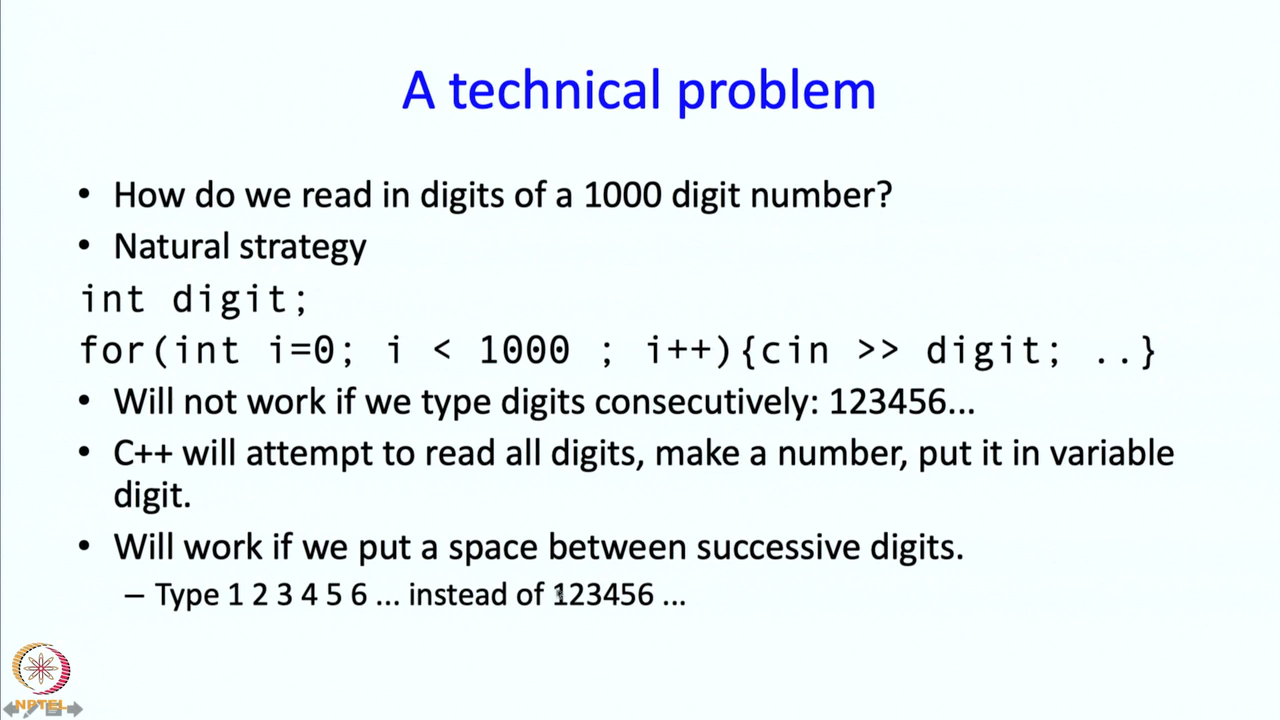 A technical problem
• How do we read in digits of a 1000 digit number?
• Natural strategy
int digit;
for(int i=0; i < 1000 ; i++){cin >> digit; ..}
• Will not work if we type digits consecutively: 123456...
• C++ will attempt to read all digits, make a number, put it in variable
digit.
• Will work if we put a space between successive digits.
– Type 1 2 3 4 5 6 ... instead of 123456 ...
NPTEL